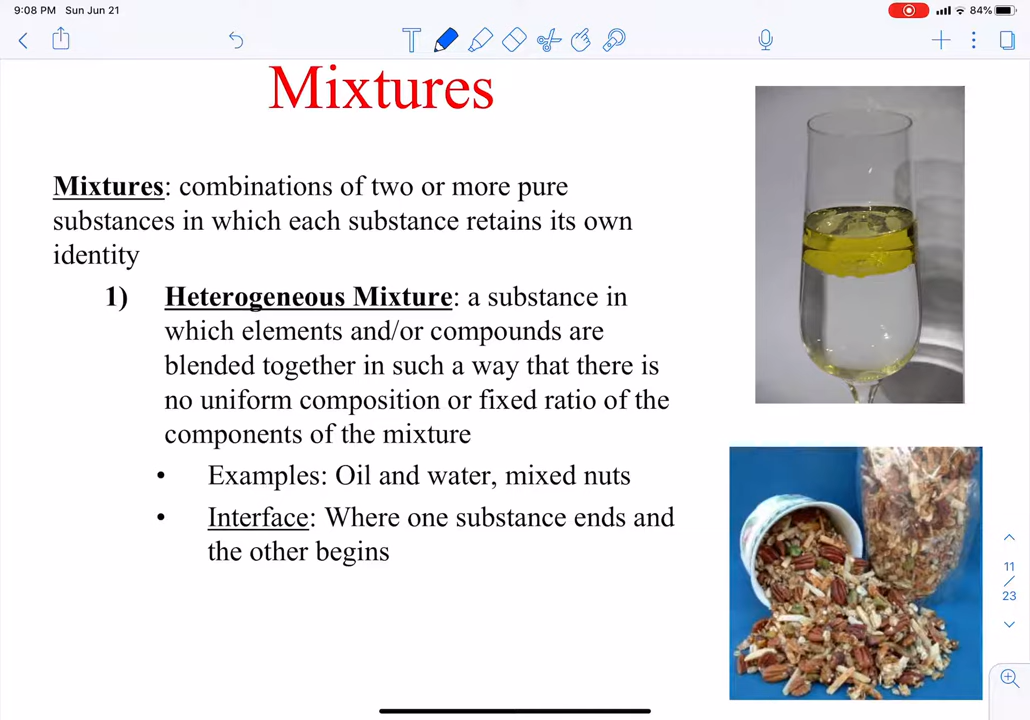 9:08 PM Sun Jun 21
84%
Mixtures
Mixtures: combinations of two or more pure
substances in which each substance retains its own
identity
1) Heterogeneous Mixture: a substance in
which elements and/or compounds are
blended together in such a way that there is
no uniform composition or fixed ratio of the
components of the mixture
• Examples: Oil and water, mixed nuts
• Interface: Where one substance ends and
the other begins
11
/
23